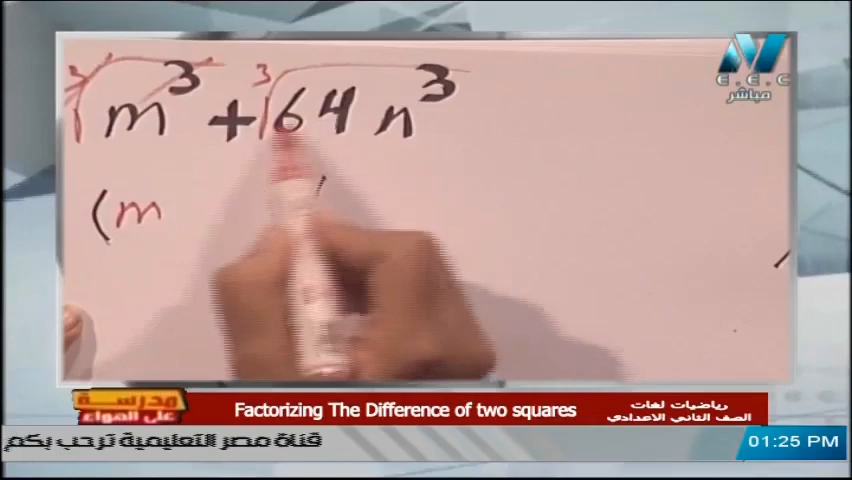 ∛m³ + ∛64 n³
(m
E.E.C
مباشر
مدرسة
على الهواء
Factorizing The Difference of two squares
رياضيات لغات
الصف الثاني الاعدادي
قناة مصر التعليمية ترحب بكم
01:25 PM